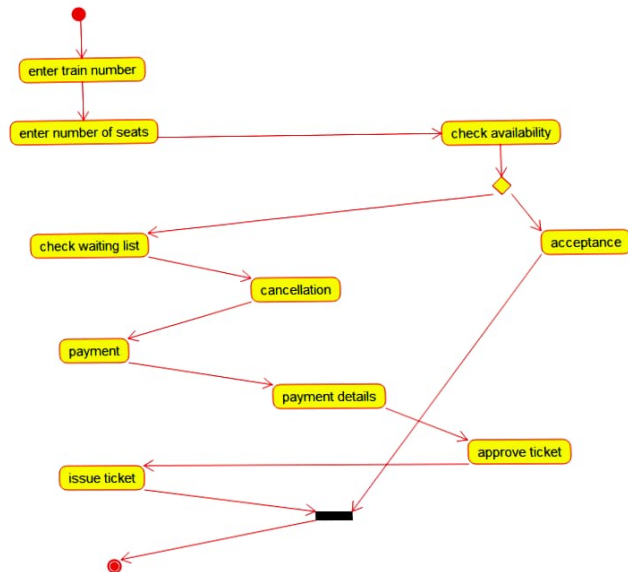 enter train number
enter number of seats
check availability
check waiting list
acceptance
cancellation
payment
payment details
approve ticket
issue ticket